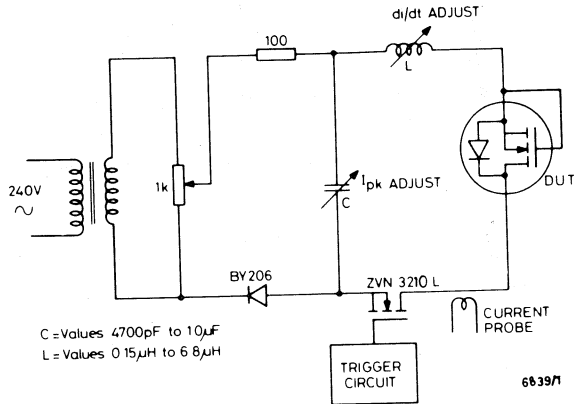 di/dt ADJUST
100
L
240V
1k
Ipk ADJUST
C
DUT
BY206
ZVN 3210 L
CURRENT
PROBE
TRIGGER
CIRCUIT
C = Values 4700pF to 10µF
L = Values 0 15µH to 6 8µH
6839/1